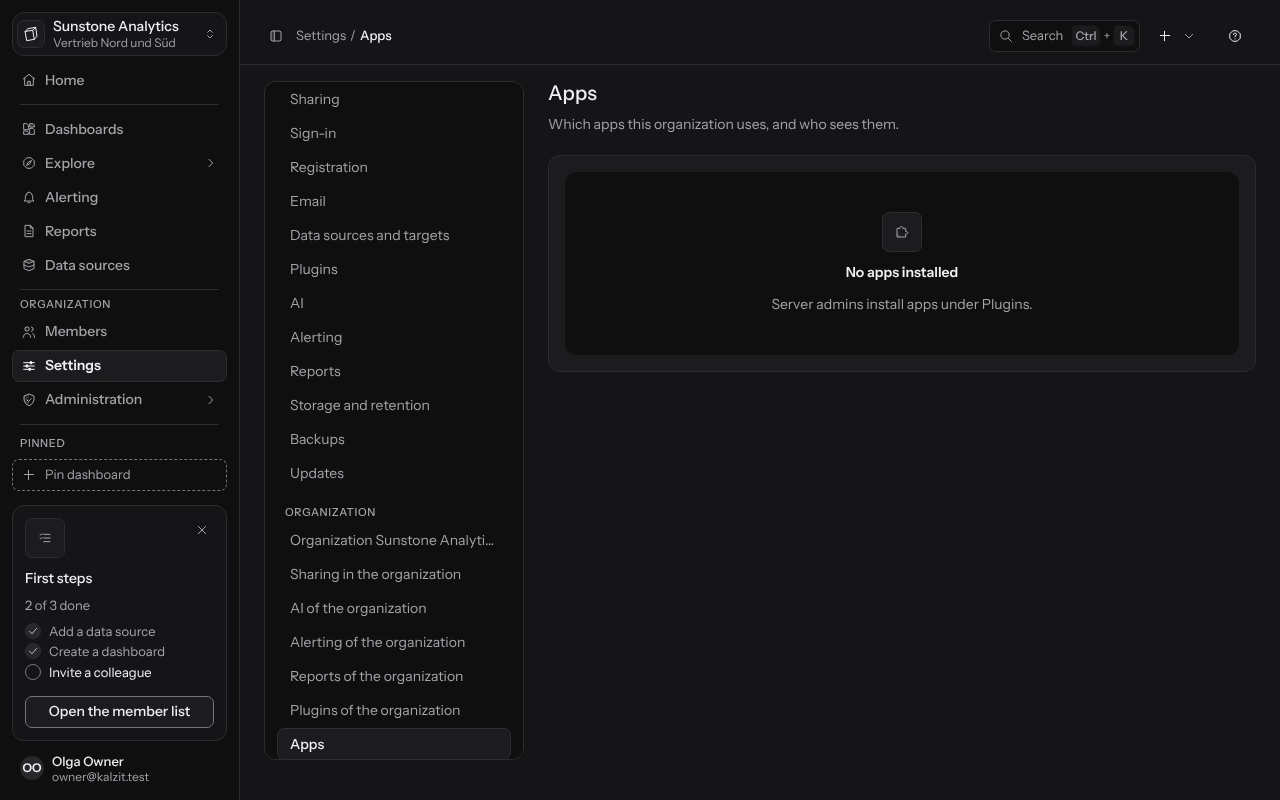 Sunstone Analytics
Vertrieb Nord und Süd
Home
Dashboards
Explore
Alerting
Reports
Data sources
ORGANIZATION
Members
Settings
Administration
PINNED
Pin dashboard
First steps
2 of 3 done
Add a data source
Create a dashboard
Invite a colleague
Open the member list
OO
Olga Owner
owner@kalzit.test
Settings / Apps
Search Ctrl + K
Sharing
Sign-in
Registration
Email
Data sources and targets
Plugins
AI
Alerting
Reports
Storage and retention
Backups
Updates
ORGANIZATION
Organization Sunstone Analyti...
Sharing in the organization
AI of the organization
Alerting of the organization
Reports of the organization
Plugins of the organization
Apps
Apps
Which apps this organization uses, and who sees them.
No apps installed
Server admins install apps under Plugins.